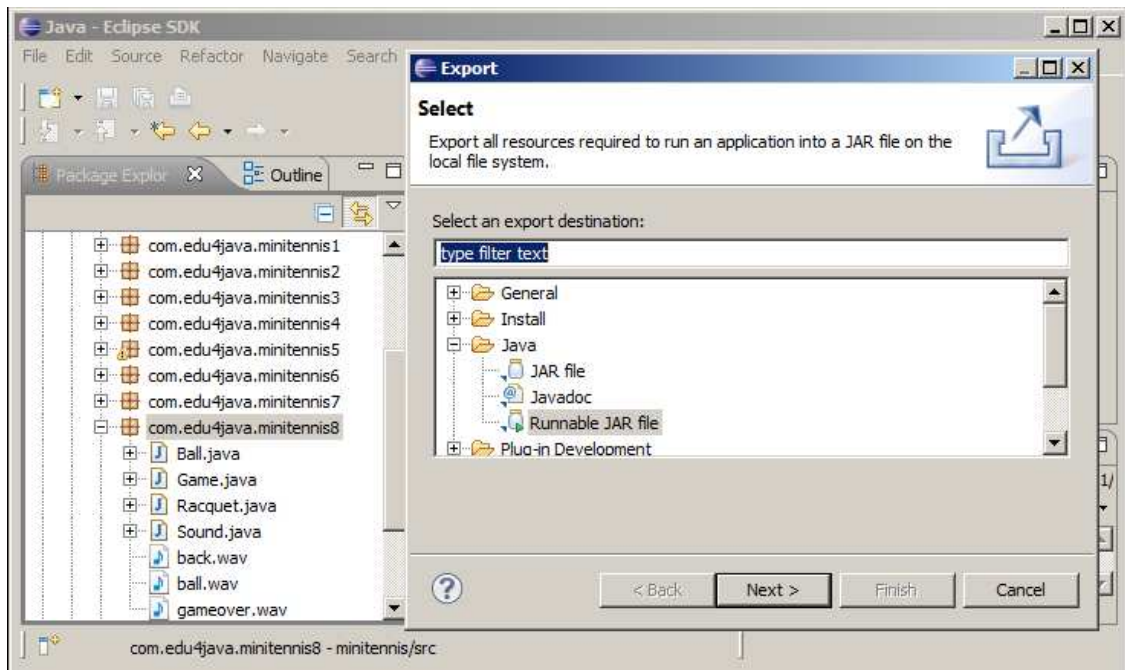 Java - Eclipse SDK
File Edit Source Refactor Navigate Search
Package Explor
Outline
com.edu4java.minitennis1
com.edu4java.minitennis2
com.edu4java.minitennis3
com.edu4java.minitennis4
com.edu4java.minitennis5
com.edu4java.minitennis6
com.edu4java.minitennis7
com.edu4java.minitennis8
Ball.java
Game.java
Racquet.java
Sound.java
back.wav
ball.wav
gameover.wav
com.edu4java.minitennis8 - minitennis/src
Export
Select
Export all resources required to run an application into a JAR file on the
local file system.
Select an export destination:
type filter text
General
Install
Java
JAR file
Javadoc
Runnable JAR file
Plug-in Development
< Back
Next >
Finish
Cancel
1/